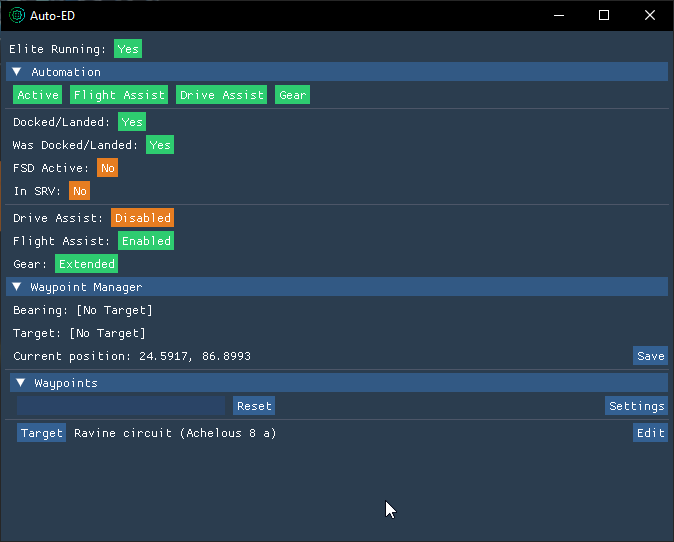 Auto-ED
Elite Running: Yes
Automation
Active Flight Assist Drive Assist Gear
Docked/Landed: Yes
Was Docked/Landed: Yes
FSD Active: No
In SRV: No
Drive Assist: Disabled
Flight Assist: Enabled
Gear: Extended
Waypoint Manager
Bearing: [No Target]
Target: [No Target]
Current position: 24.5917, 86.8993 Save
Waypoints
Reset Settings
Target Ravine circuit (Achelous 8 a) Edit